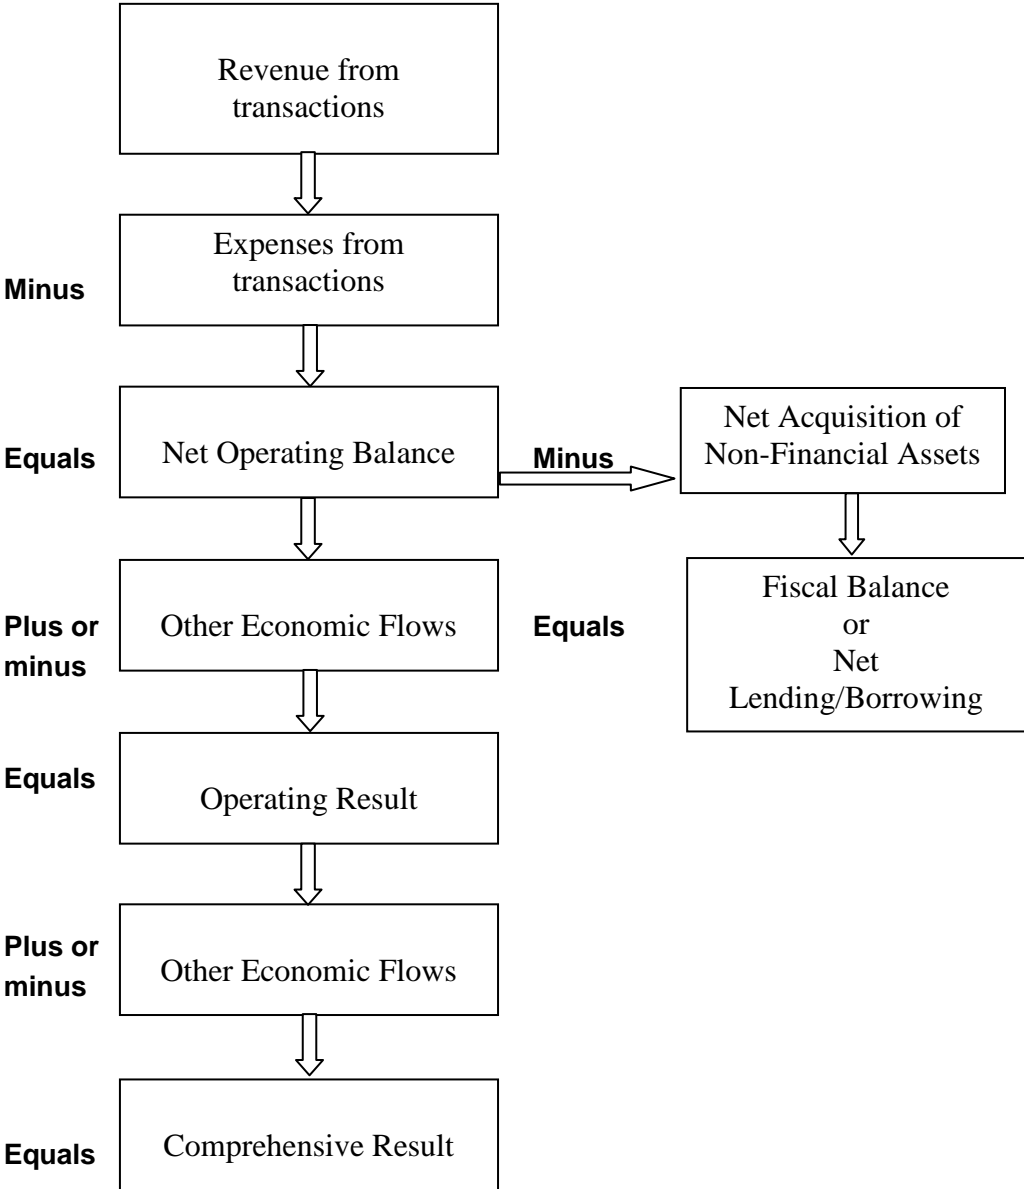 Revenue from
transactions
Minus
Expenses from
transactions
Equals
Net Operating Balance
Minus
Net Acquisition of
Non-Financial Assets
Plus or
minus
Other Economic Flows
Equals
Fiscal Balance
or
Net
Lending/Borrowing
Equals
Operating Result
Plus or
minus
Other Economic Flows
Equals
Comprehensive Result